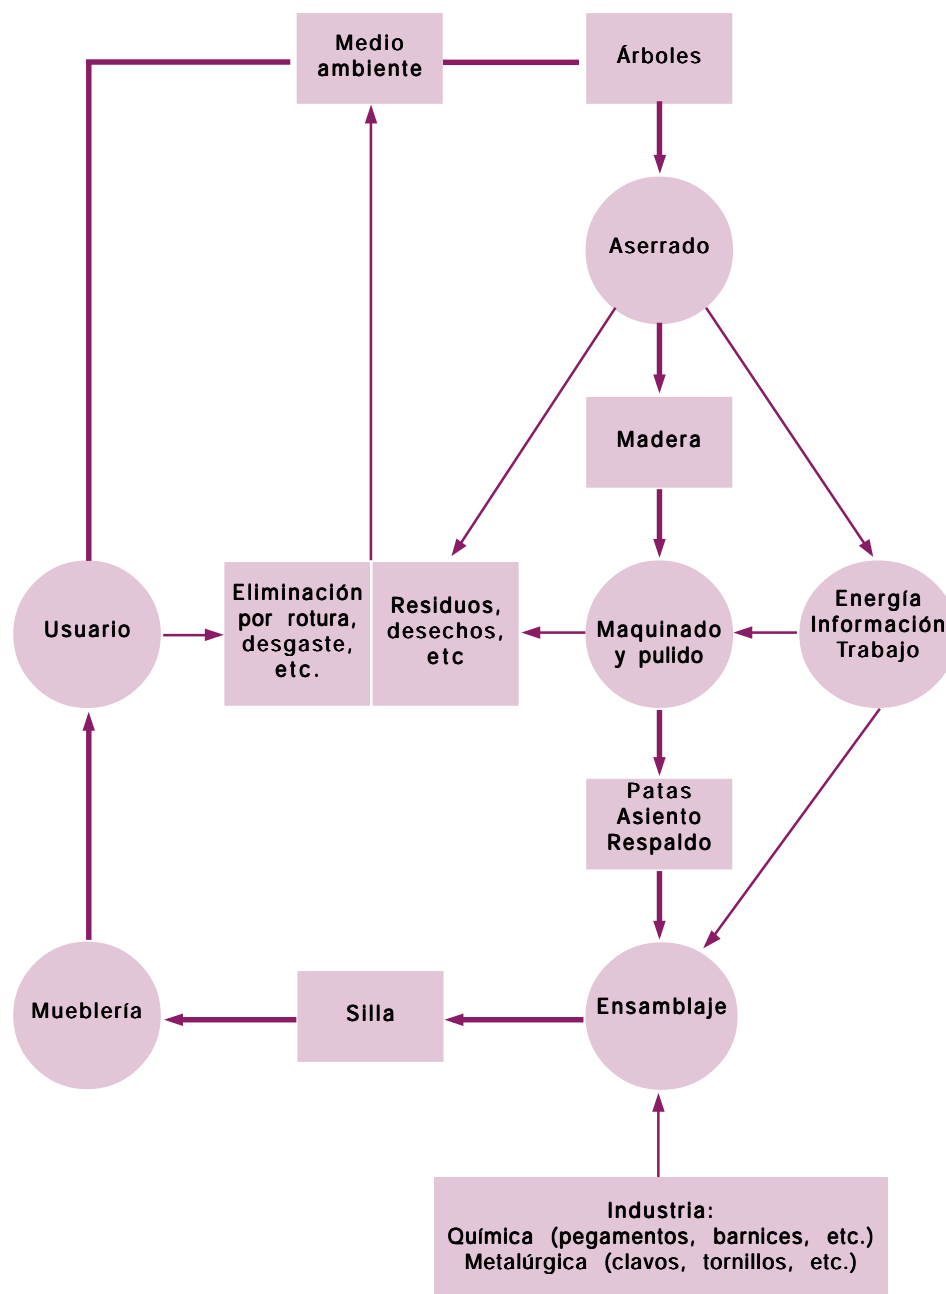 Medio
ambiente
Árboles
Aserrado
Madera
Usuario
Eliminación
por rotura,
desgaste,
etc.
Residuos,
desechos,
etc
Maquinado
y pulido
Energía
Información
Trabajo
Patas
Asiento
Respaldo
Mueblería
Silla
Ensamblaje
Industria:
Química (pegamentos, barnices, etc.)
Metalúrgica (clavos, tornillos, etc.)